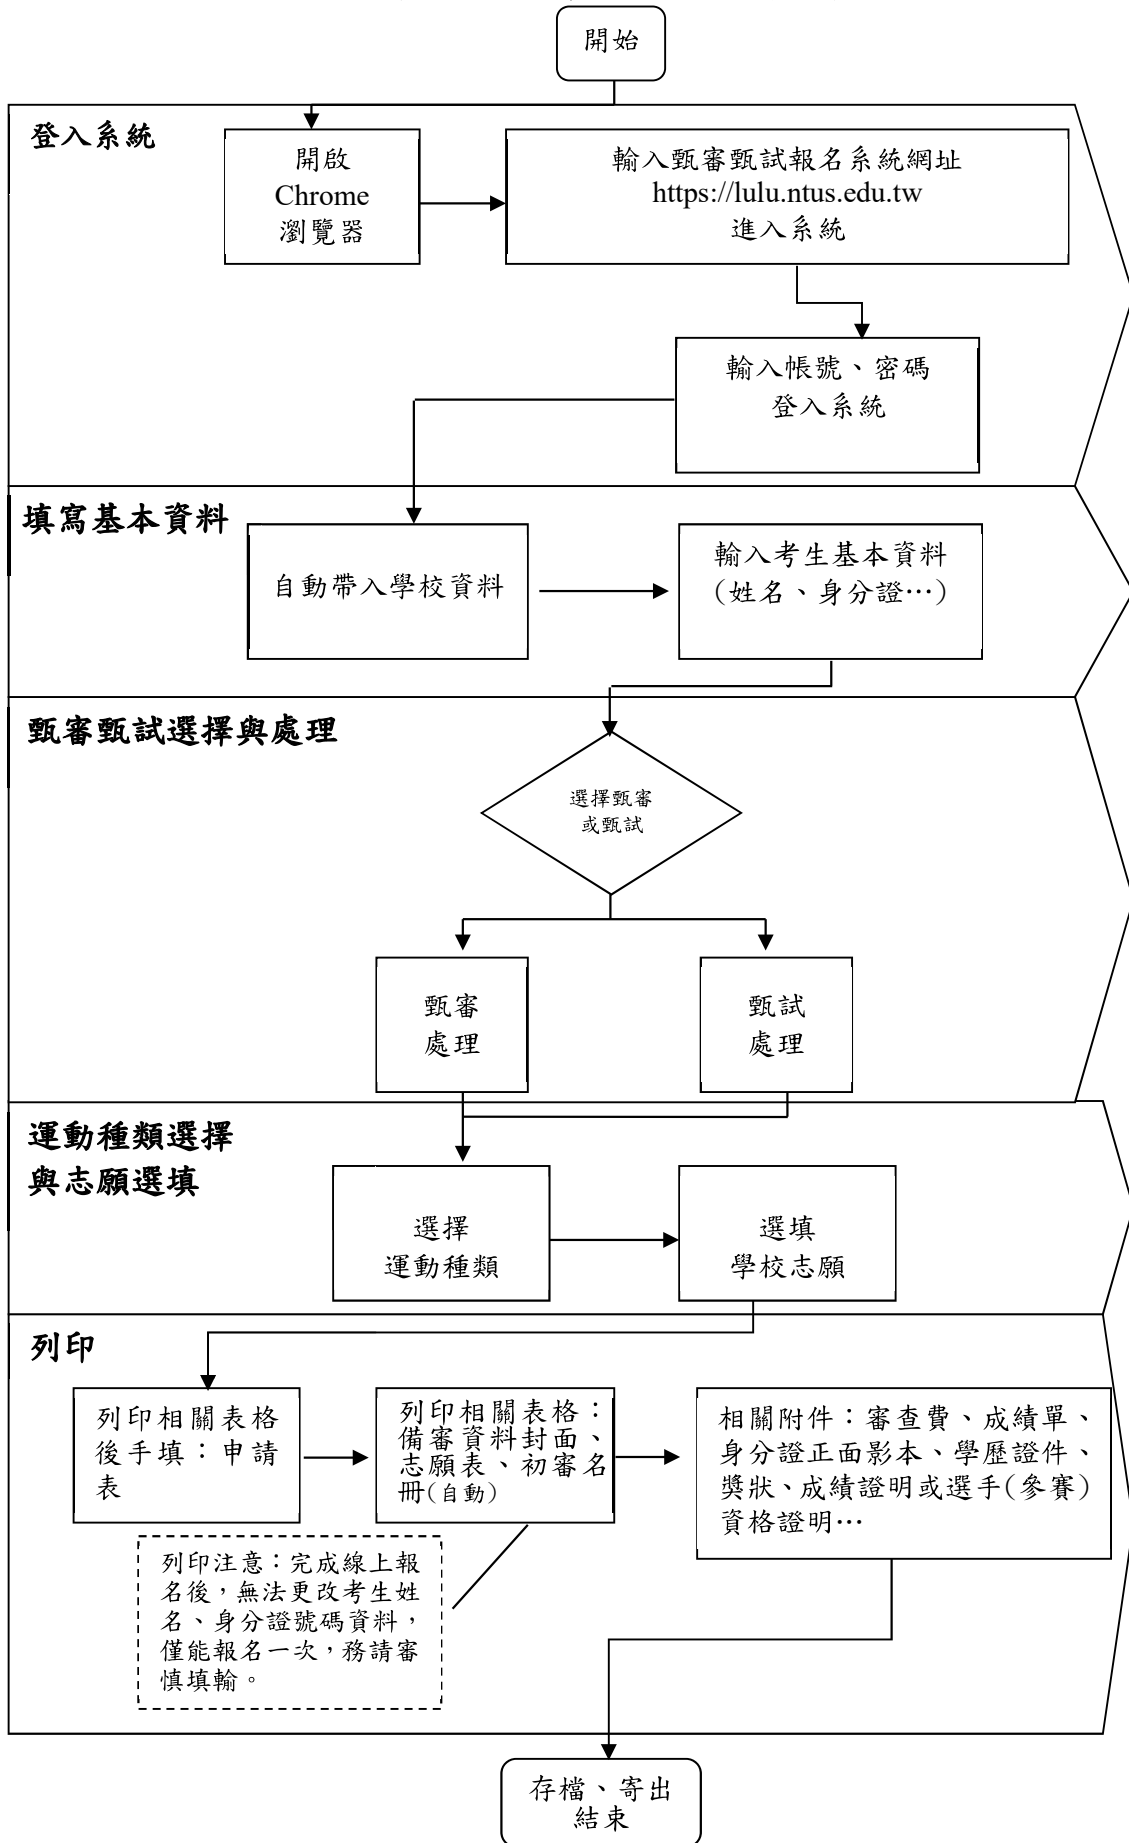 開始
登入系統
開啟
Chrome
瀏覽器
輸入甄審甄試報名系統網址
https://lulu.ntus.edu.tw
進入系統
輸入帳號、密碼
登入系統
填寫基本資料
自動帶入學校資料
輸入考生基本資料
(姓名、身分證…)
甄審甄試選擇與處理
選擇甄審
或甄試
甄審
處理
甄試
處理
運動種類選擇
與志願選填
選擇
運動種類
選填
學校志願
列印
列印相關表格
後手填：申請
表
列印相關表格：
備審資料封面、
志願表、初審名
冊(自動)
相關附件：審查費、成績單、
身分證正面影本、學歷證件、
獎狀、成績證明或選手(參賽)
資格證明…
列印注意：完成線上報
名後，無法更改考生姓
名、身分證號碼資料，
僅能報名一次，務請審
慎填輸。
存檔、寄出
結束